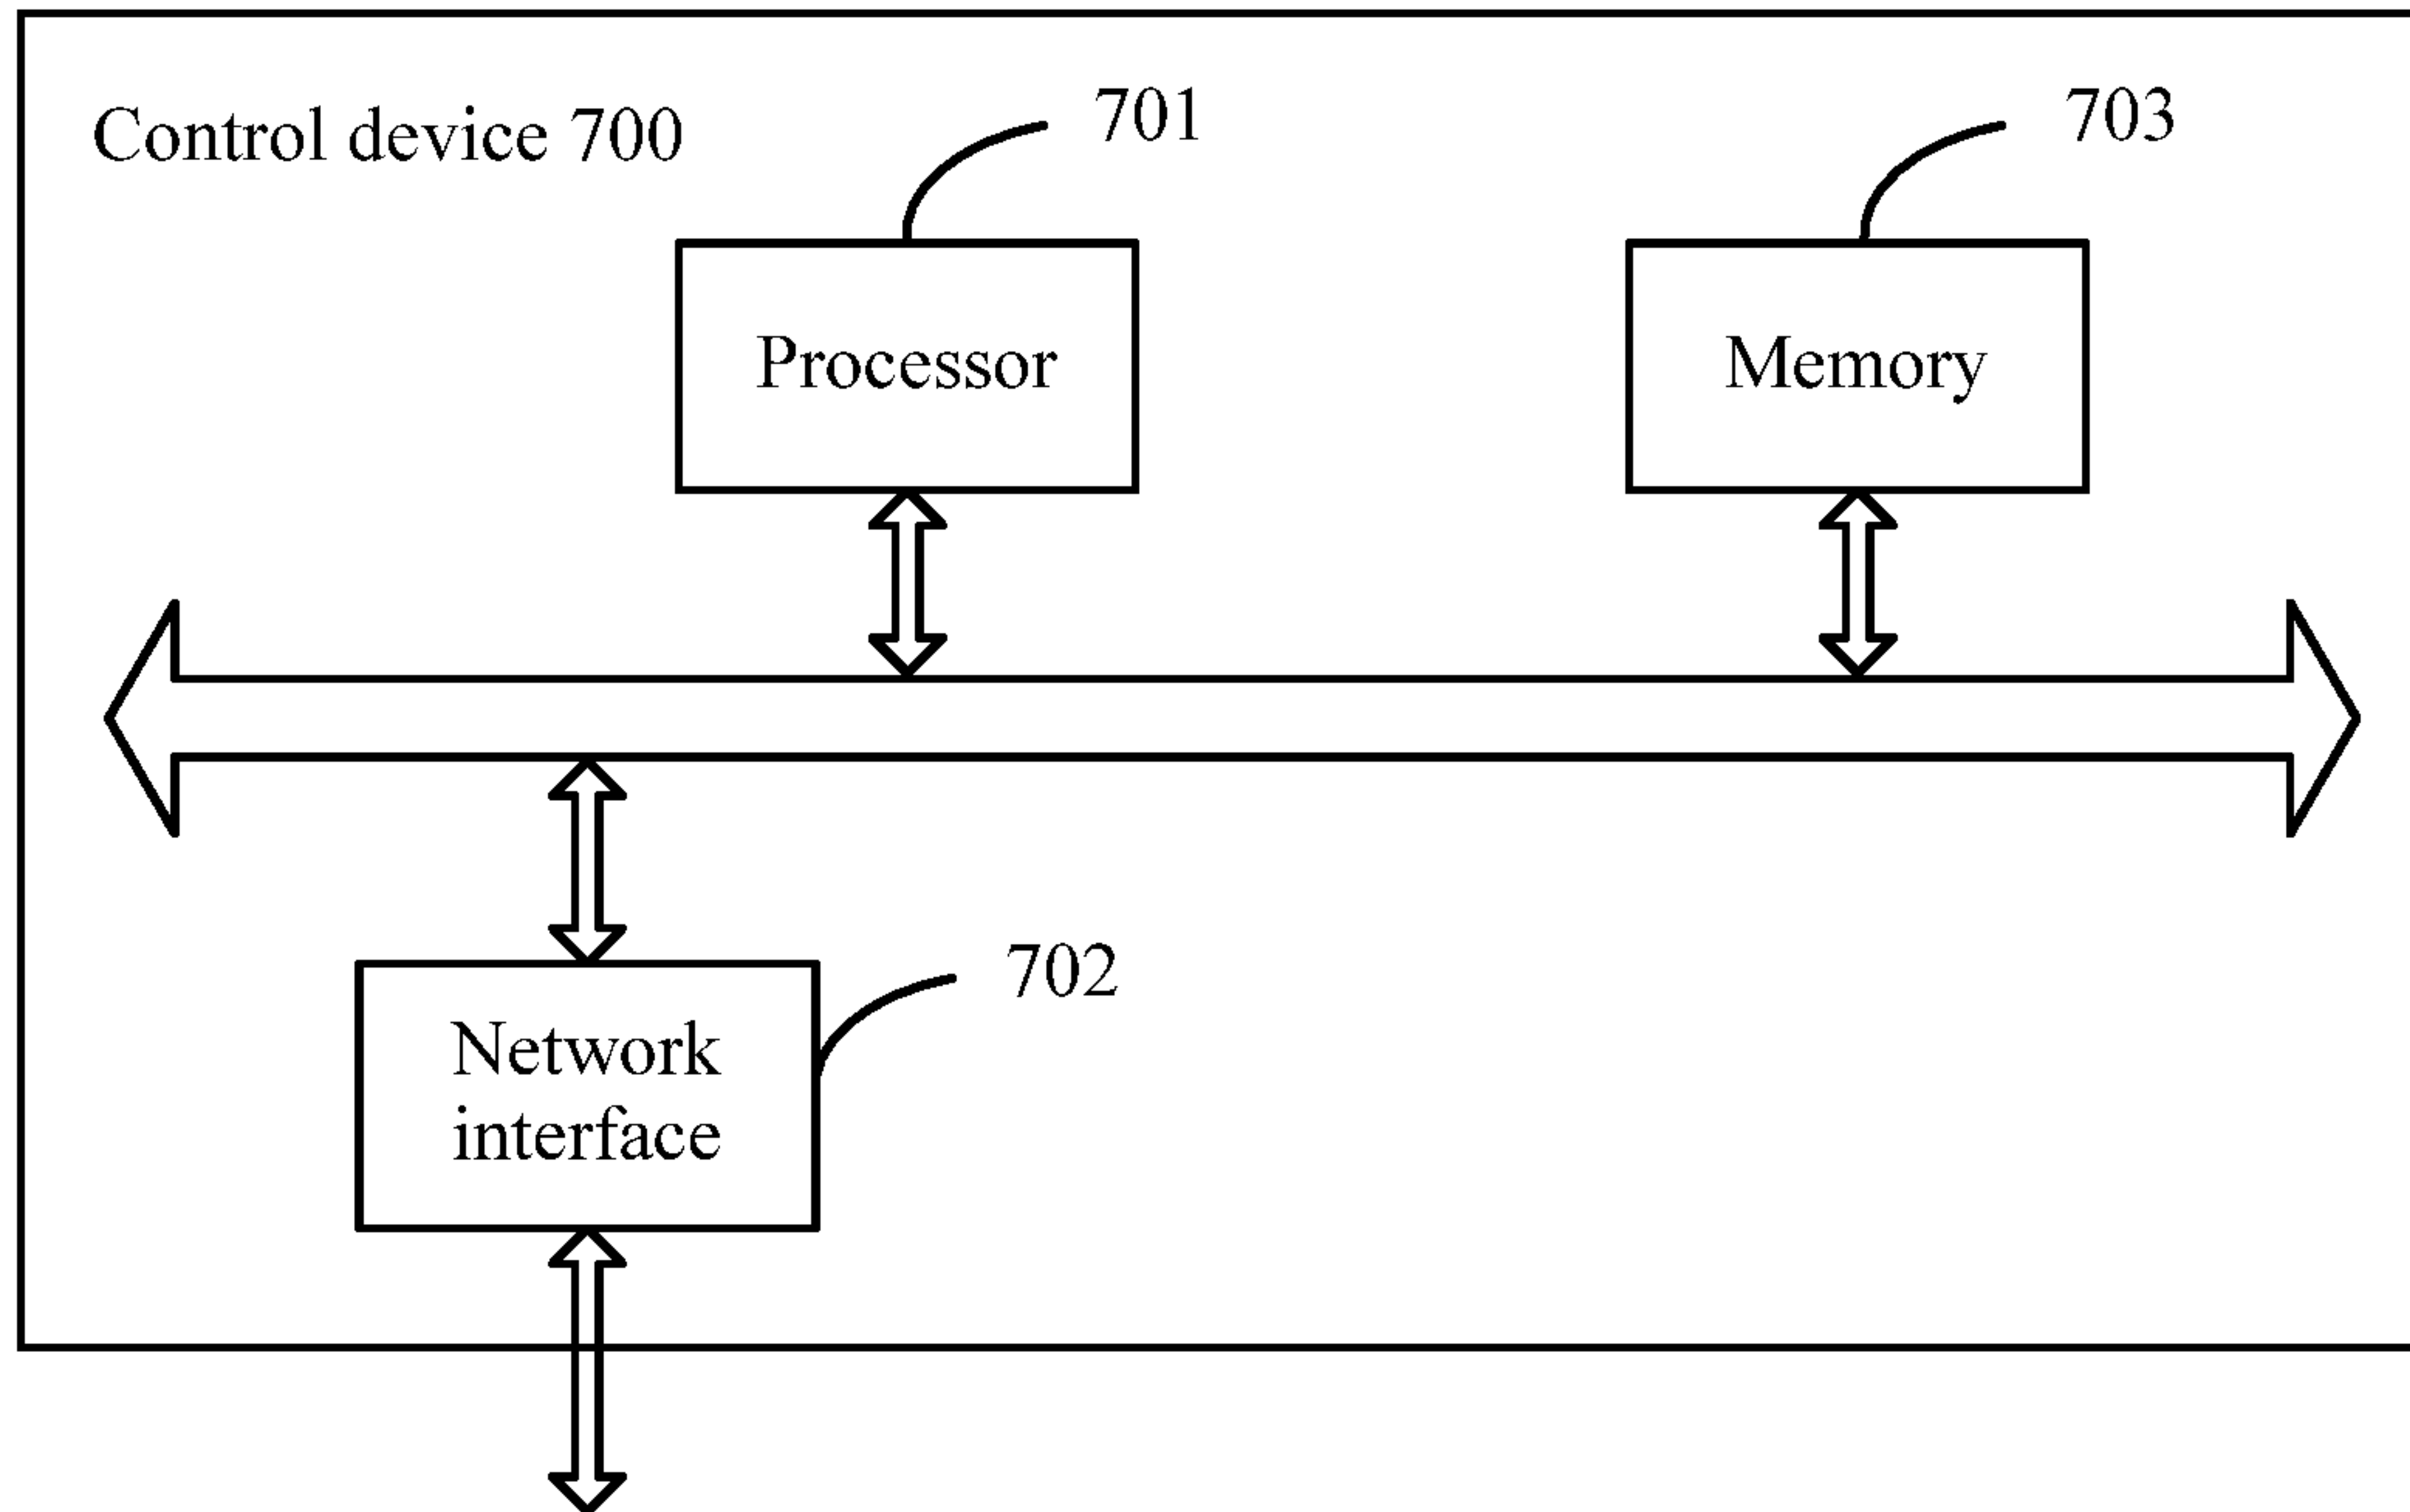 Control device 700
701
703
Processor
Memory
702
Network
interface